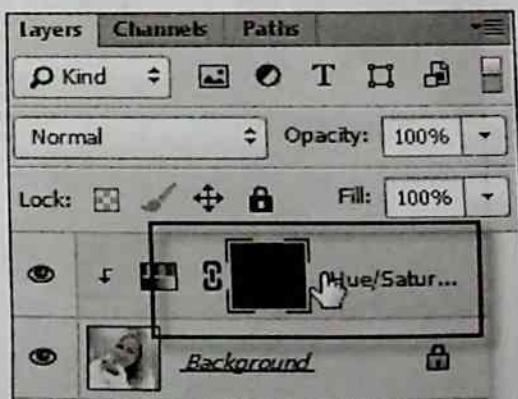 Layers Channels Paths
Kind T
Normal Opacity: 100%
Lock: Fill: 100%
Hue/Satur...
Background